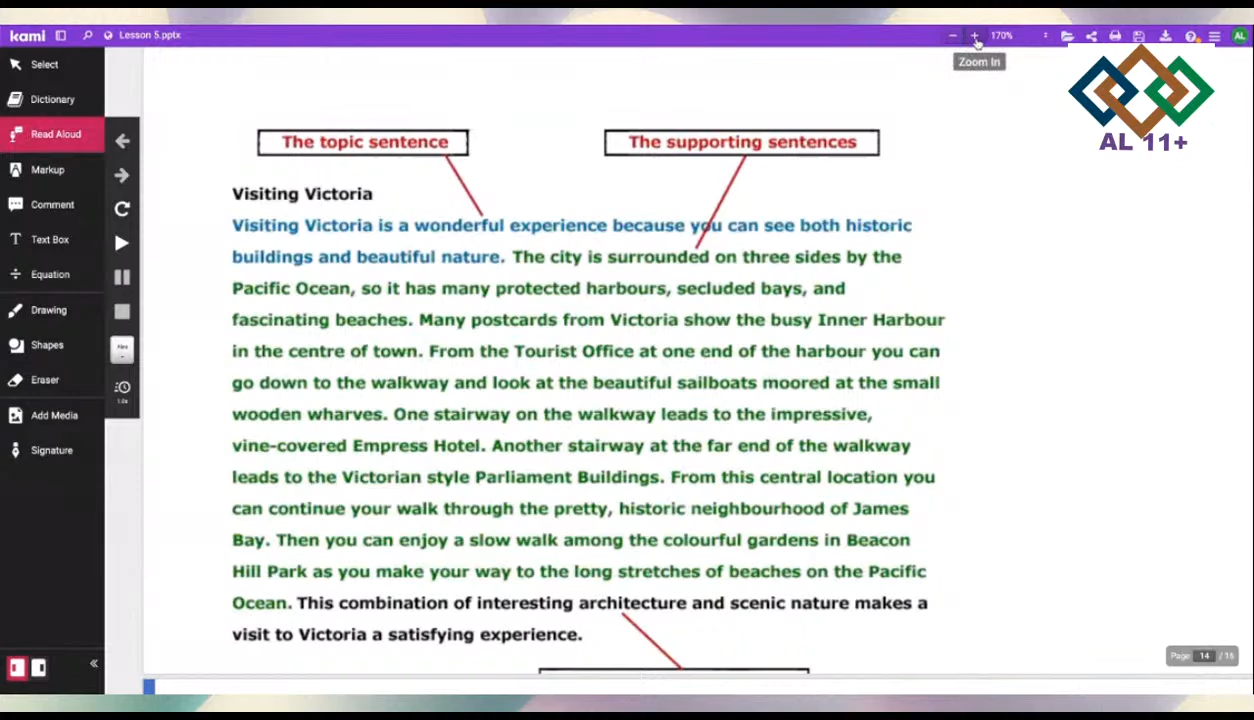 kami
Lesson 5.pptx
170%
AL
Zoom In
AL 11+
Select
Dictionary
Read Aloud
Markup
Comment
Text Box
Equation
Drawing
Shapes
Eraser
Add Media
Signature
The topic sentence
The supporting sentences
Visiting Victoria
Visiting Victoria is a wonderful experience because you can see both historic
buildings and beautiful nature. The city is surrounded on three sides by the
Pacific Ocean, so it has many protected harbours, secluded bays, and
fascinating beaches. Many postcards from Victoria show the busy Inner Harbour
in the centre of town. From the Tourist Office at one end of the harbour you can
go down to the walkway and look at the beautiful sailboats moored at the small
wooden wharves. One stairway on the walkway leads to the impressive,
vine-covered Empress Hotel. Another stairway at the far end of the walkway
leads to the Victorian style Parliament Buildings. From this central location you
can continue your walk through the pretty, historic neighbourhood of James
Bay. Then you can enjoy a slow walk among the colourful gardens in Beacon
Hill Park as you make your way to the long stretches of beaches on the Pacific
Ocean. This combination of interesting architecture and scenic nature makes a
visit to Victoria a satisfying experience.
Page 14 / 16